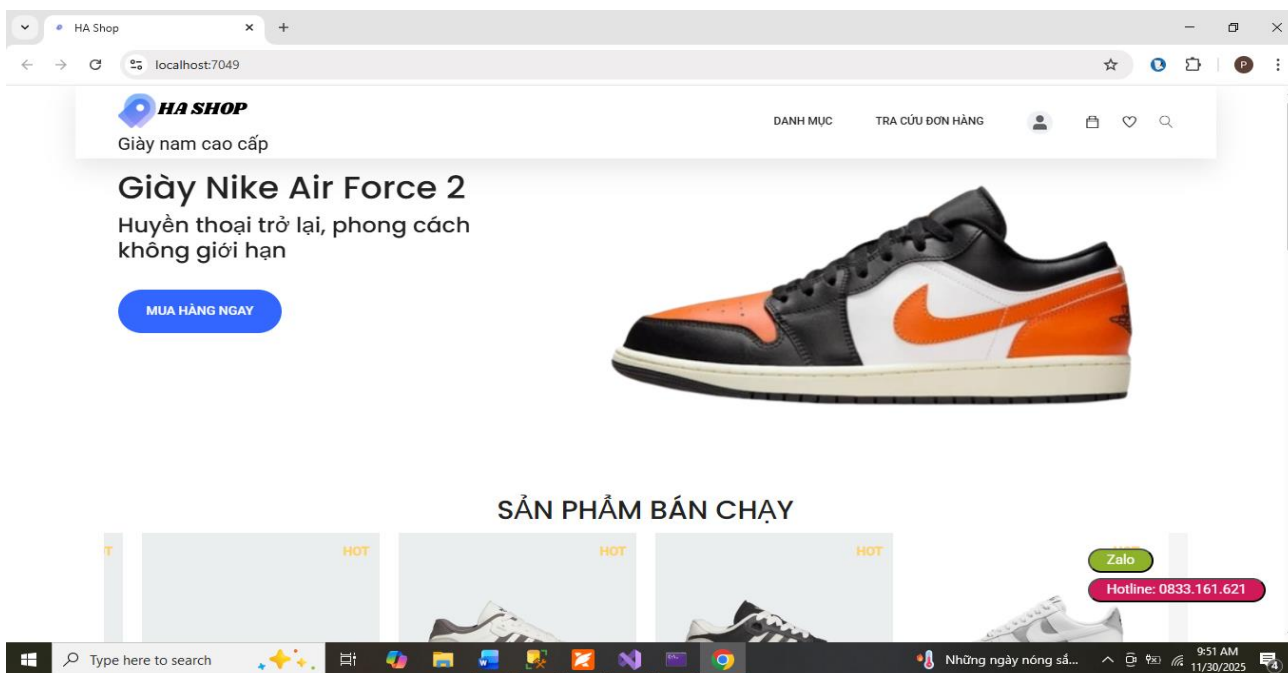 HA Shop
localhost:7049
P
HA SHOP
Giày nam cao cấp
DANH MỤC
TRA CỨU ĐƠN HÀNG
Giày Nike Air Force 2
Huyền thoại trở lại, phong cách
không giới hạn
MUA HÀNG NGAY
SẢN PHẨM BÁN CHẠY
T
HOT
HOT
HOT
Zalo
Hotline: 0833.161.621
Type here to search
Những ngày nóng sắ...
9:51 AM
11/30/2025
4